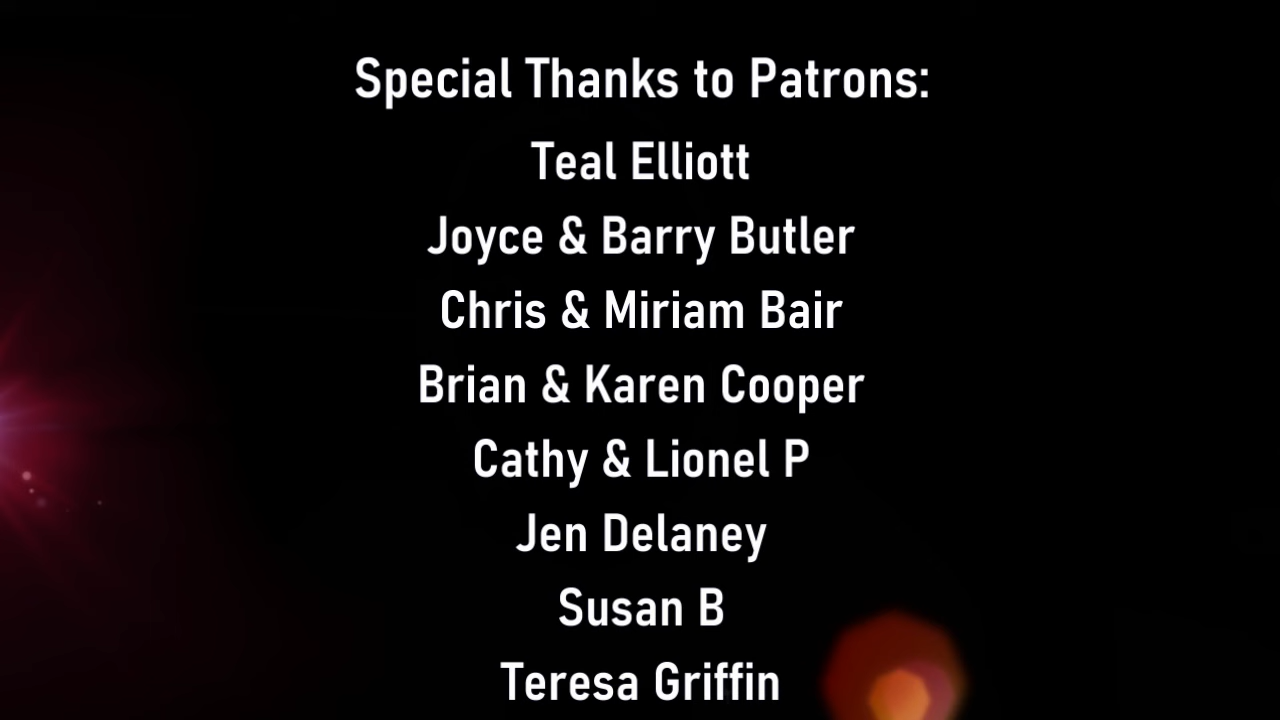 Special Thanks to Patrons:
Teal Elliott
Joyce & Barry Butler
Chris & Miriam Bair
Brian & Karen Cooper
Cathy & Lionel P
Jen Delaney
Susan B
Teresa Griffin